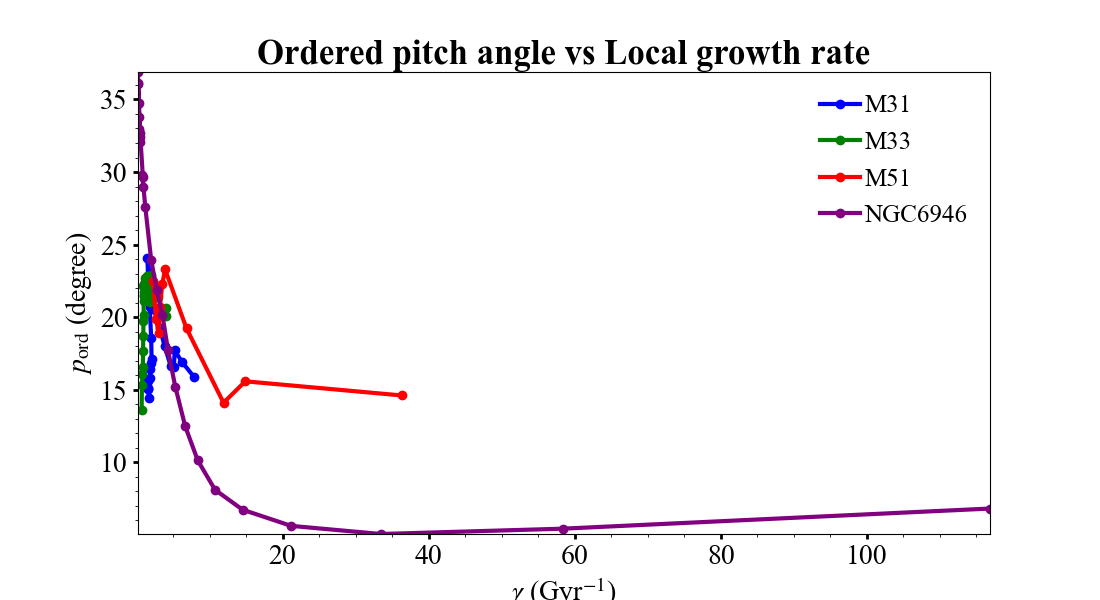 Ordered pitch angle vs Local growth rate
35
30
25
20
15
10
p_ord (degree)
M31
M33
M51
NGC6946
20
40
60
80
100
γ (Gyr⁻¹)